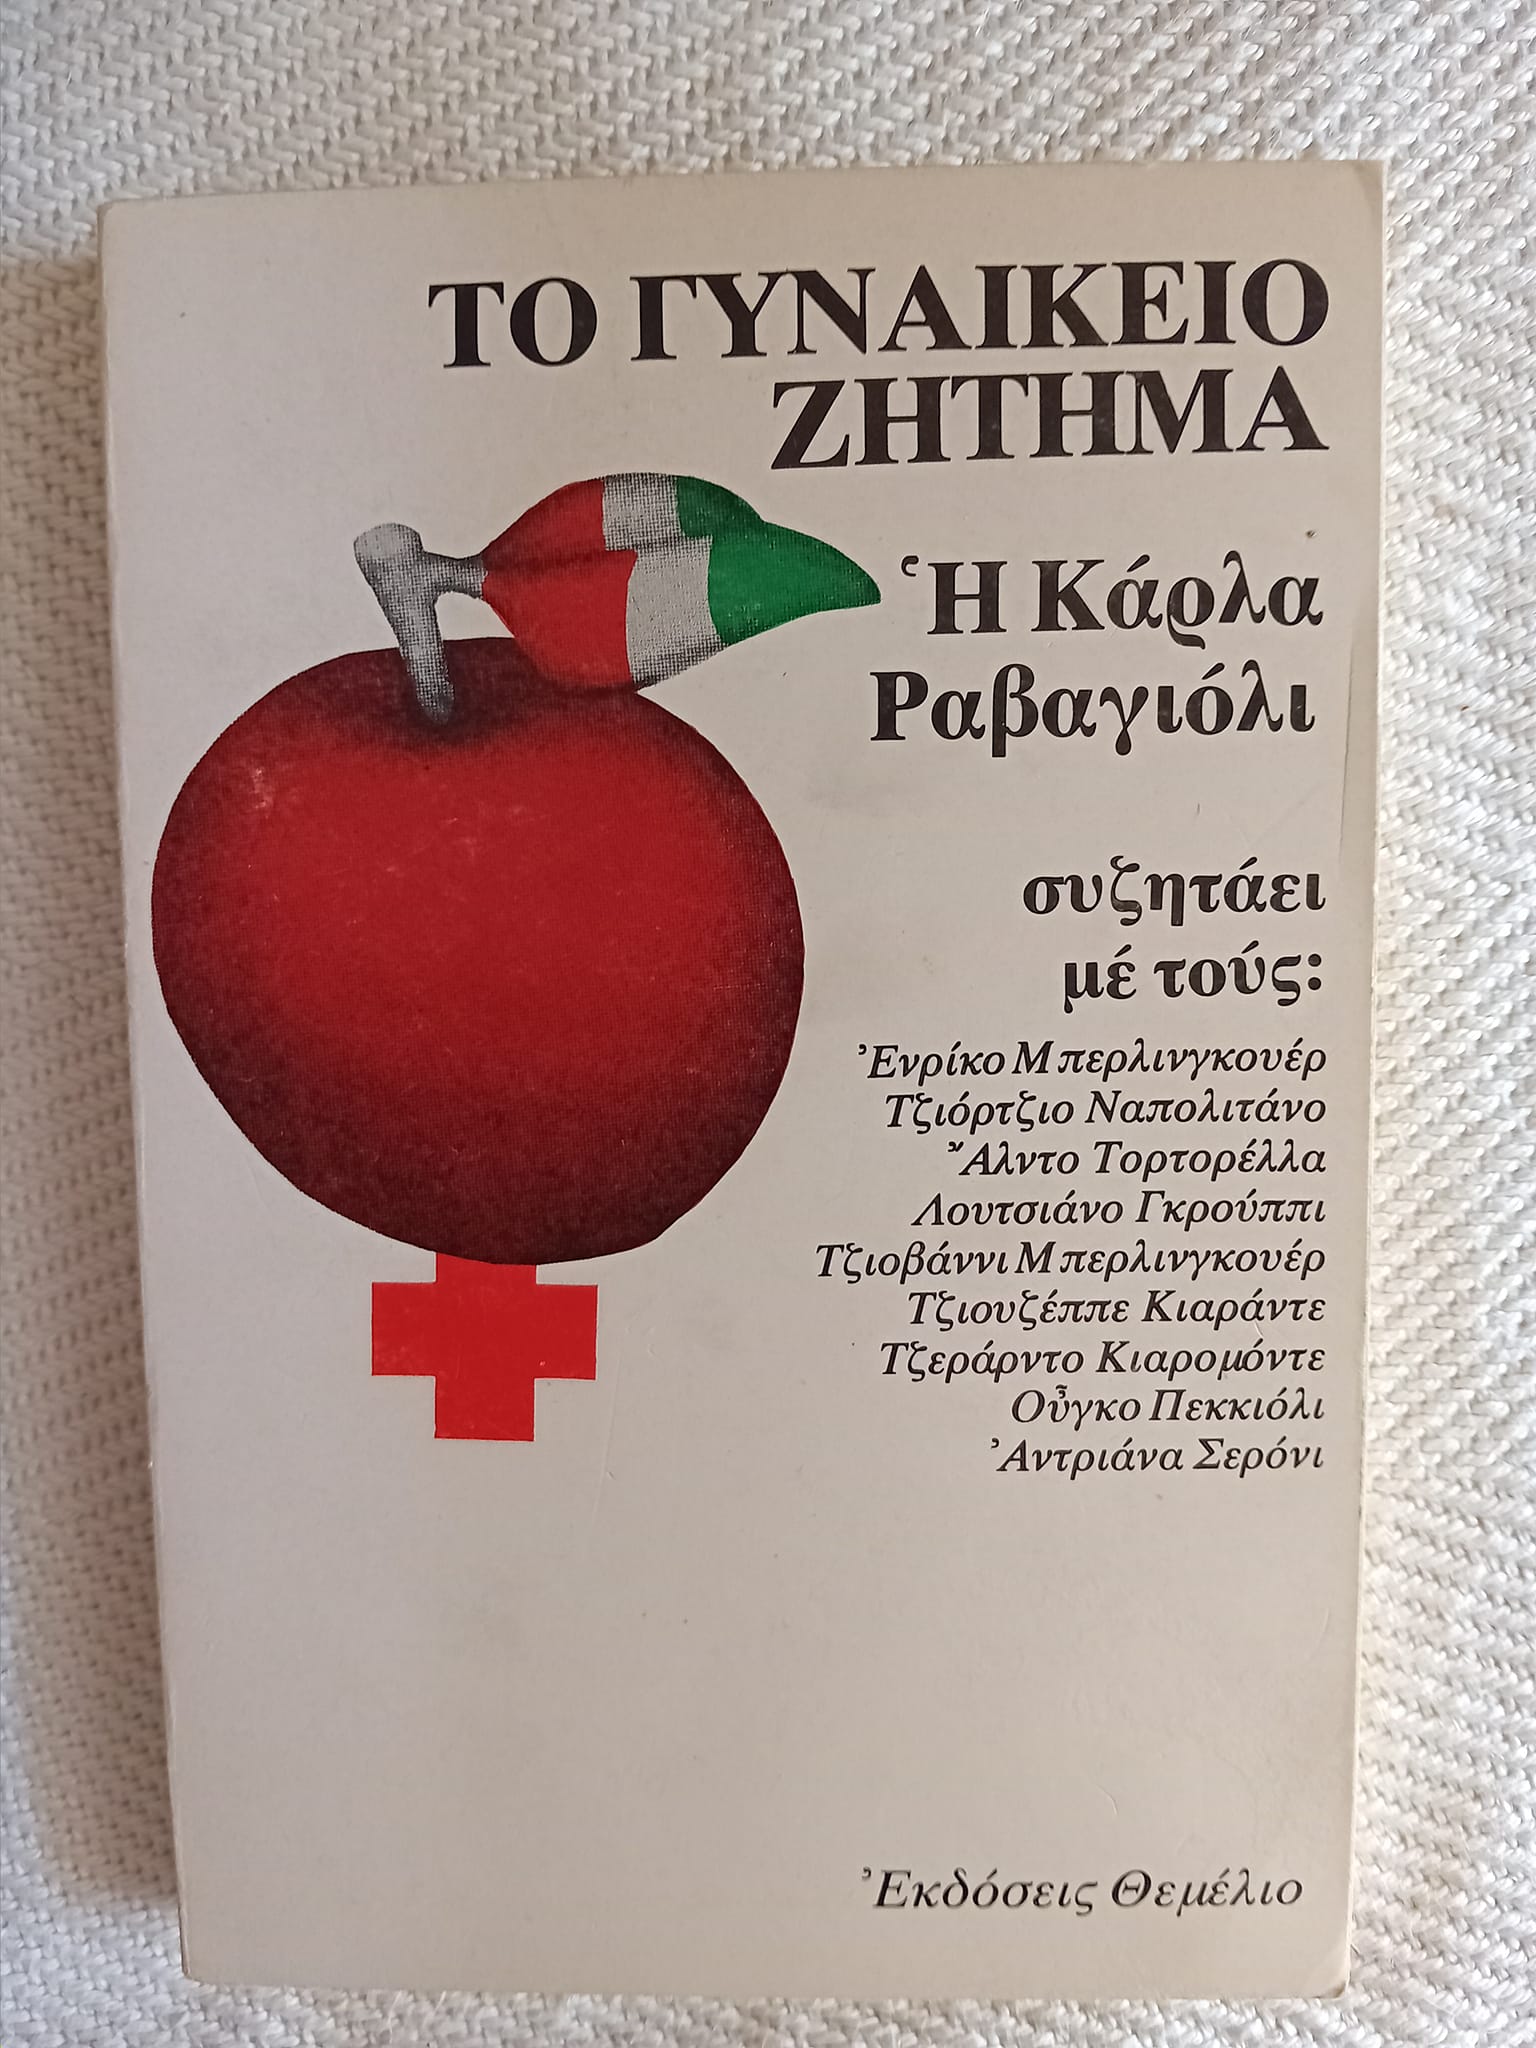 ΤΟ ΓΥΝΑΙΚΕΙΟ
ΖΗΤΗΜΑ
Ἡ Κάρλα
Ραβαγιόλι
συζητάει
μέ τούς:
Ἐνρίκο Μπερλινγκουέρ
Τζιόρτζιο Ναπολιτάνο
Ἄλντο Τορτορέλλα
Λουτσιάνο Γκρούππι
Τζιοβάννι Μπερλινγκουέρ
Τζιουζέππε Κιαράντε
Τζεράρντο Κιαρομόντε
Οὖγκο Πεκκιόλι
Ἀντριάνα Σερόνι
Ἐκδόσεις Θεμέλιο